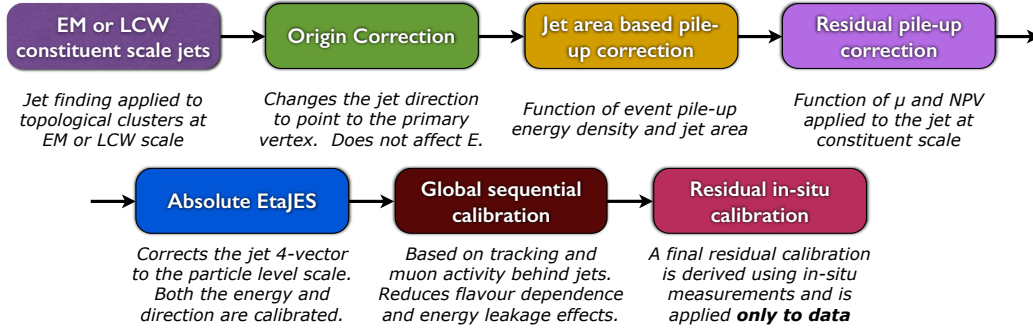 EM or LCW
constituent scale jets
Origin Correction
Jet area based pile-
up correction
Residual pile-up
correction
Jet finding applied to
topological clusters at
EM or LCW scale
Changes the jet direction
to point to the primary
vertex. Does not affect E.
Function of event pile-up
energy density and jet area
Function of µ and NPV
applied to the jet at
constituent scale
Absolute EtaJES
Global sequential
calibration
Residual in-situ
calibration
Corrects the jet 4-vector
to the particle level scale.
Both the energy and
direction are calibrated.
Based on tracking and
muon activity behind jets.
Reduces flavour dependence
and energy leakage effects.
A final residual calibration
is derived using in-situ
measurements and is
applied only to data